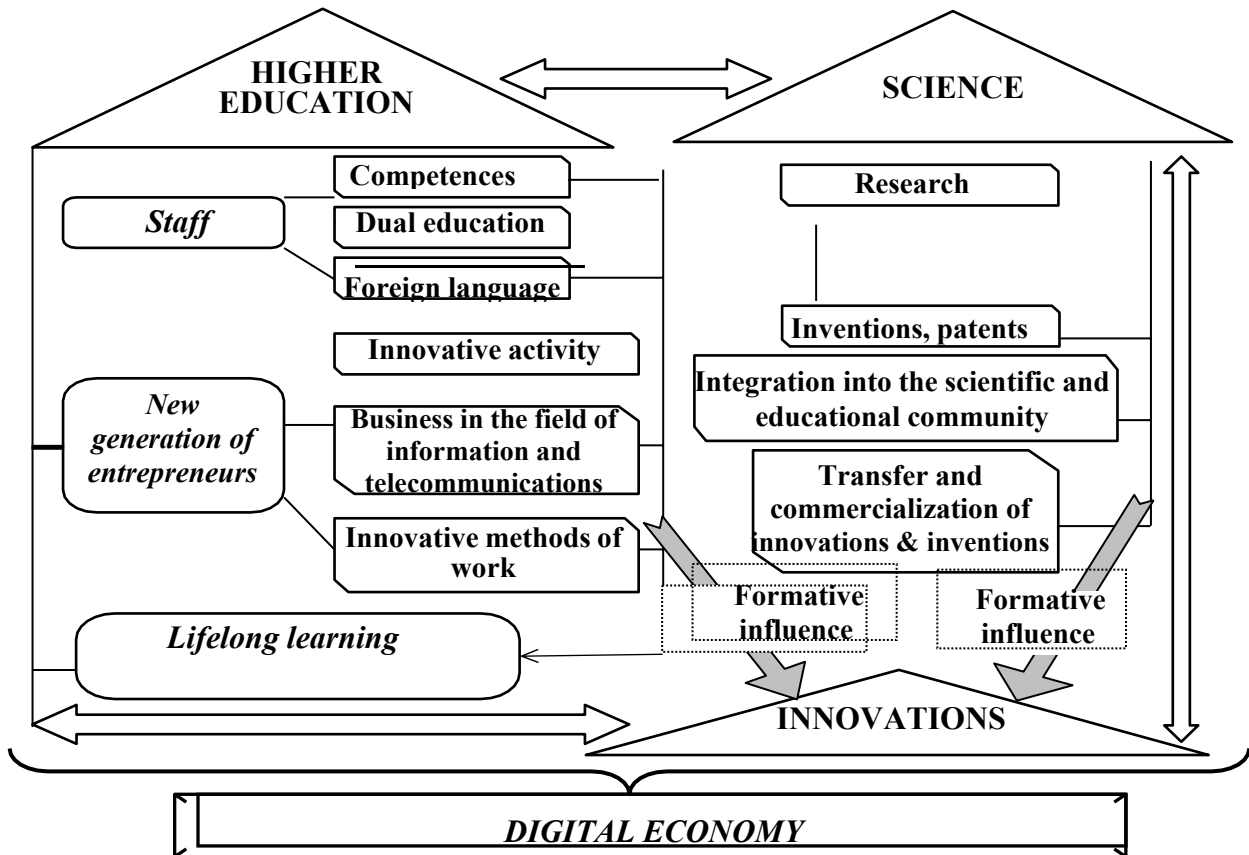 HIGHER
EDUCATION
SCIENCE
Competences
Staff
Dual education
Foreign language
Innovative activity
New
generation of
entrepreneurs
Business in the field of
information and
telecommunications
Innovative methods of
work
Lifelong learning
Research
Inventions, patents
Integration into the scientific and
educational community
Transfer and
commercialization of
innovations & inventions
Formative
influence
Formative
influence
INNOVATIONS
DIGITAL ECONOMY